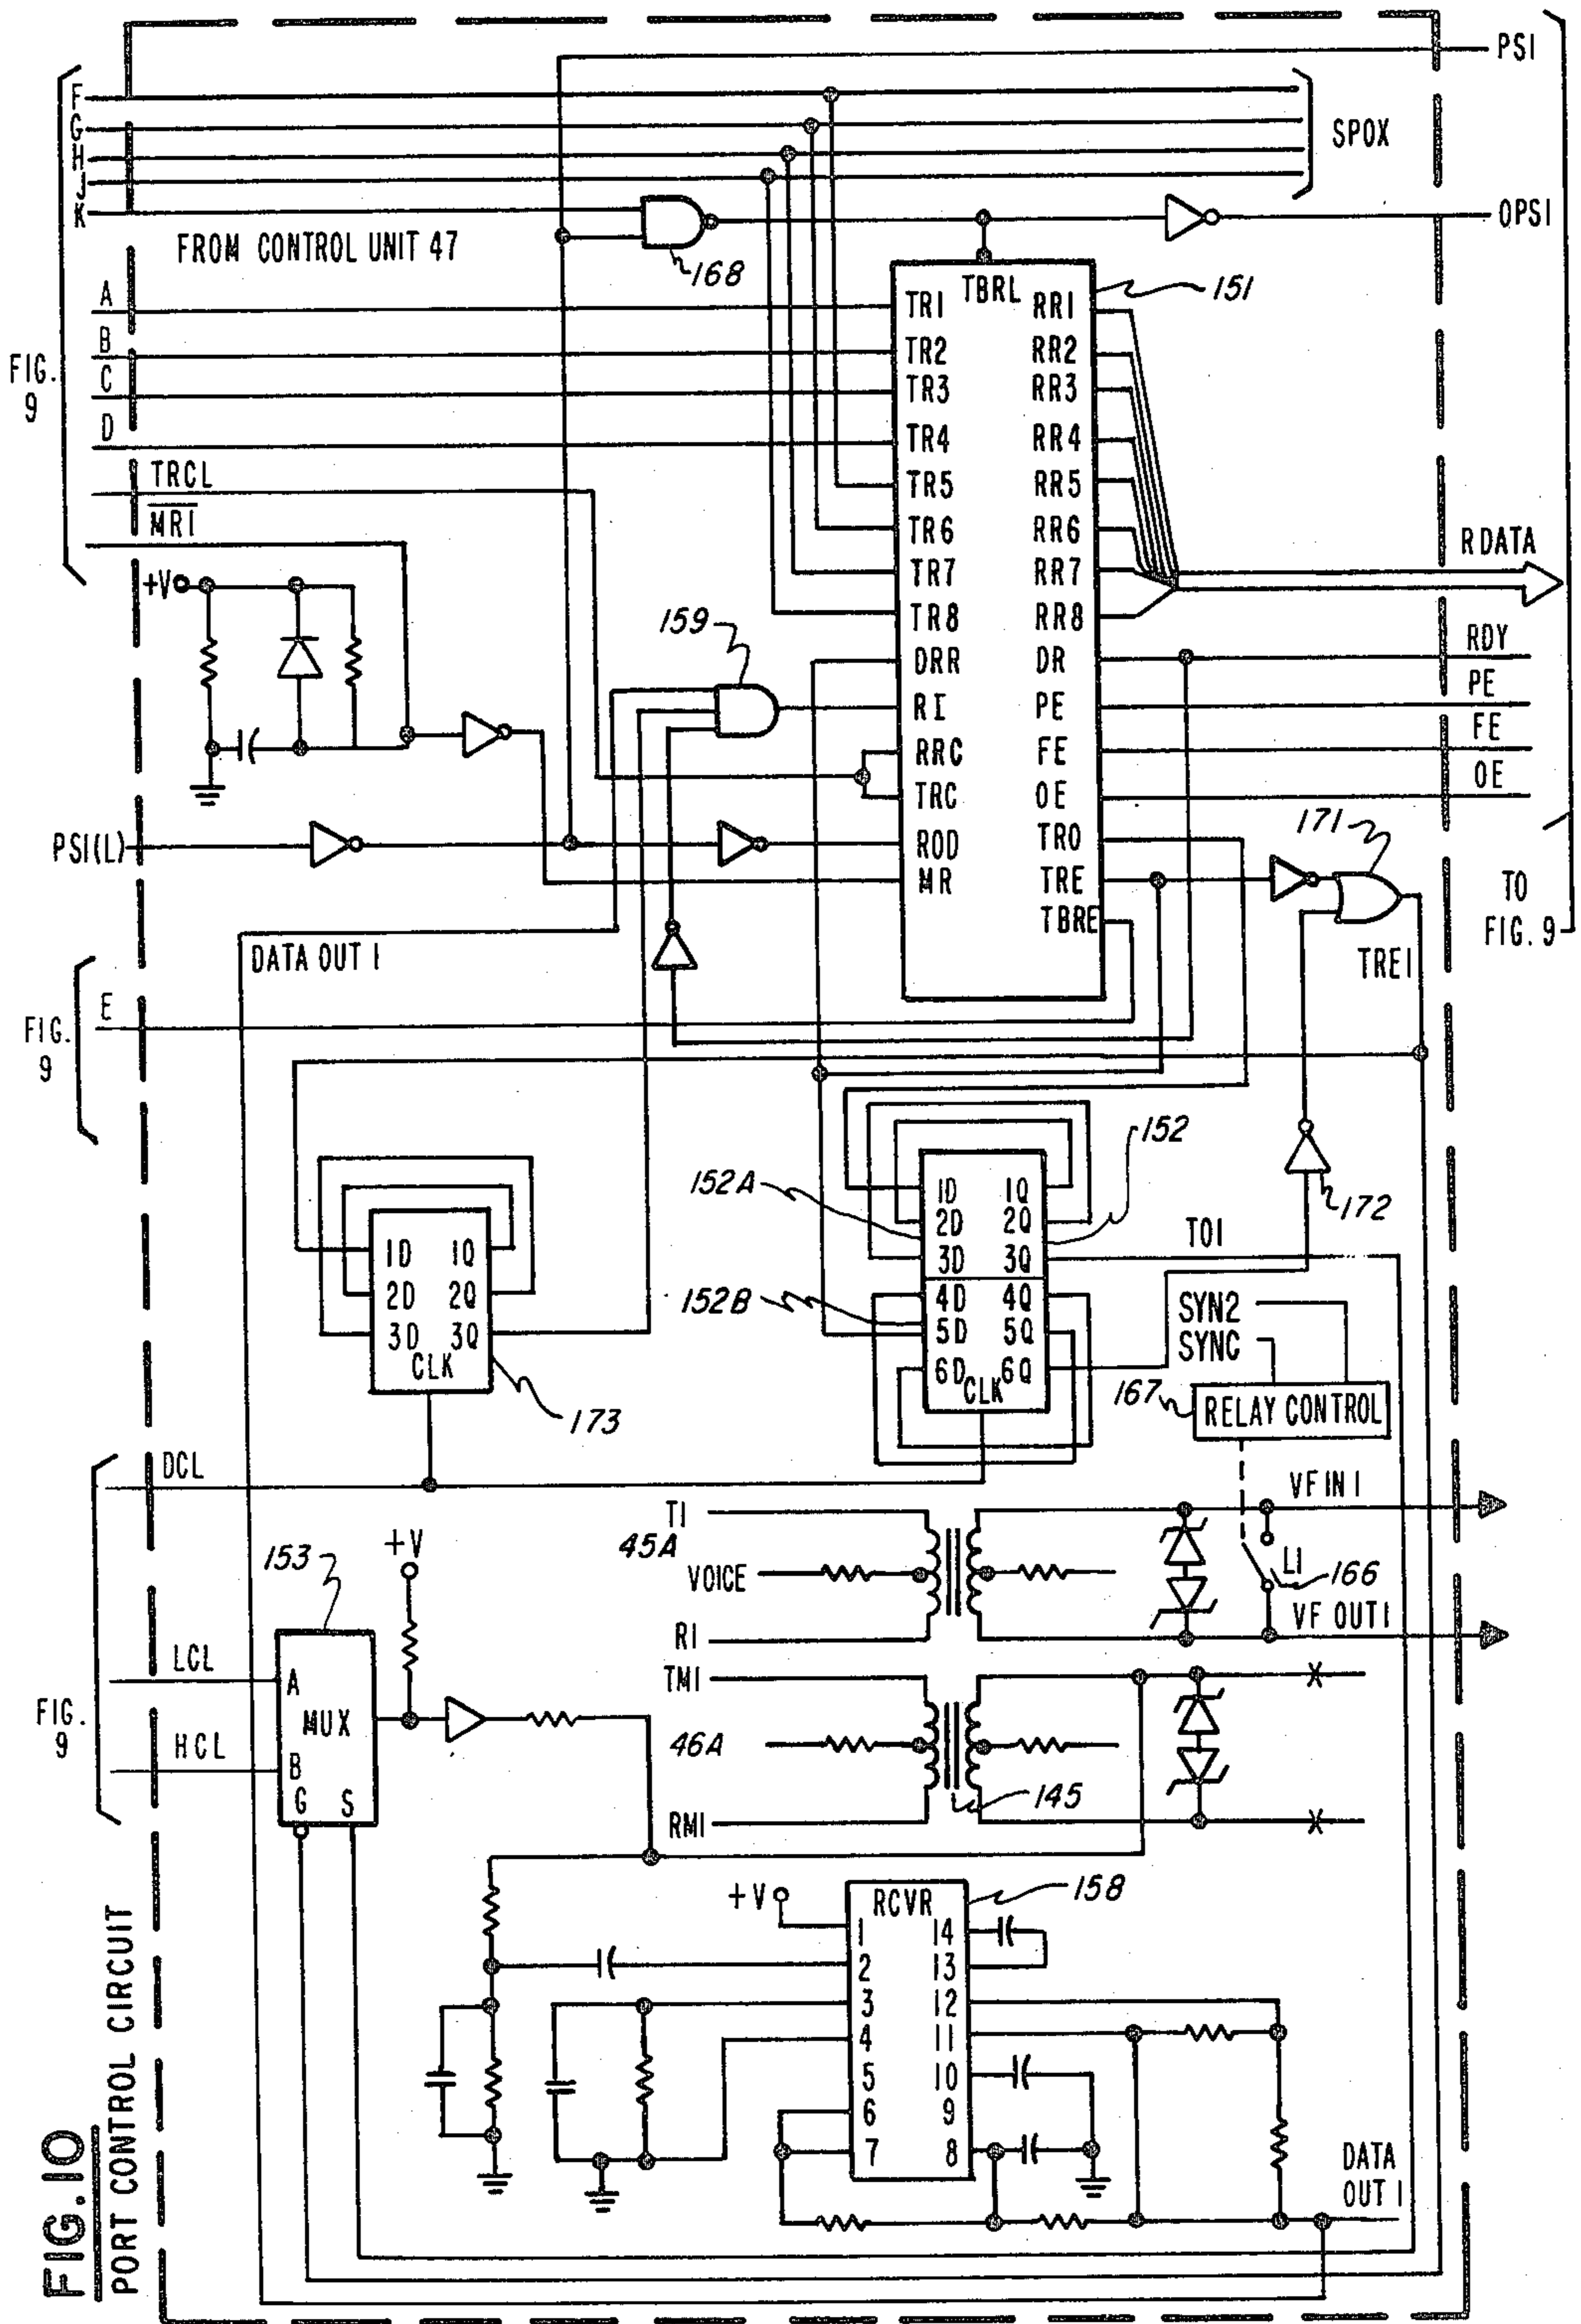 PSI
F
G
H
J
K
SPOX
OPSI
FROM CONTROL UNIT 47
168
A
B
C
D
TRCL
MRI
FIG.
9
TBRL
151
TR1 RR1
TR2 RR2
TR3 RR3
TR4 RR4
TR5 RR5
TR6 RR6
TR7 RR7
TR8 RR8
DRR DR
RI PE
RRC FE
TRC OE
ROD TRO
MR TRE
TBRE
RDATA
RDY
PE
FE
OE
+V
159
PSI(L)
171
TO
FIG. 9
TREI
DATA OUT 1
E
FIG.
9
152
152A
1D 1Q
2D 2Q
3D 3Q
152B
4D 4Q
5D 5Q
6D 6Q
CLK
172
TO1
1D 1Q
2D 2Q
3D 3Q
CLK
173
SYN2
SYNC
167
RELAY CONTROL
DCL
T1
45A
VOICE
R1
VF IN 1
L1
166
VF OUT 1
153
+V
LCL
HCL
FIG.
9
A
MUX
B
G S
TM1
46A
RM1
145
+V
RCVR
158
1 14
2 13
3 12
4 11
5 10
6 9
7 8
DATA
OUT 1
FIG.10
PORT CONTROL CIRCUIT